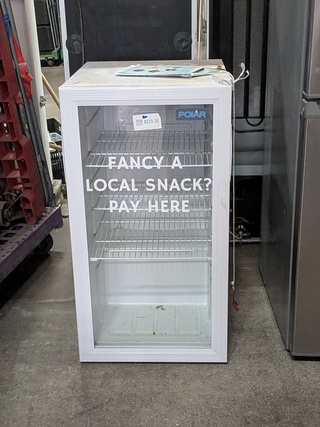 POLAR
FANCY A
LOCAL SNACK?
PAY HERE